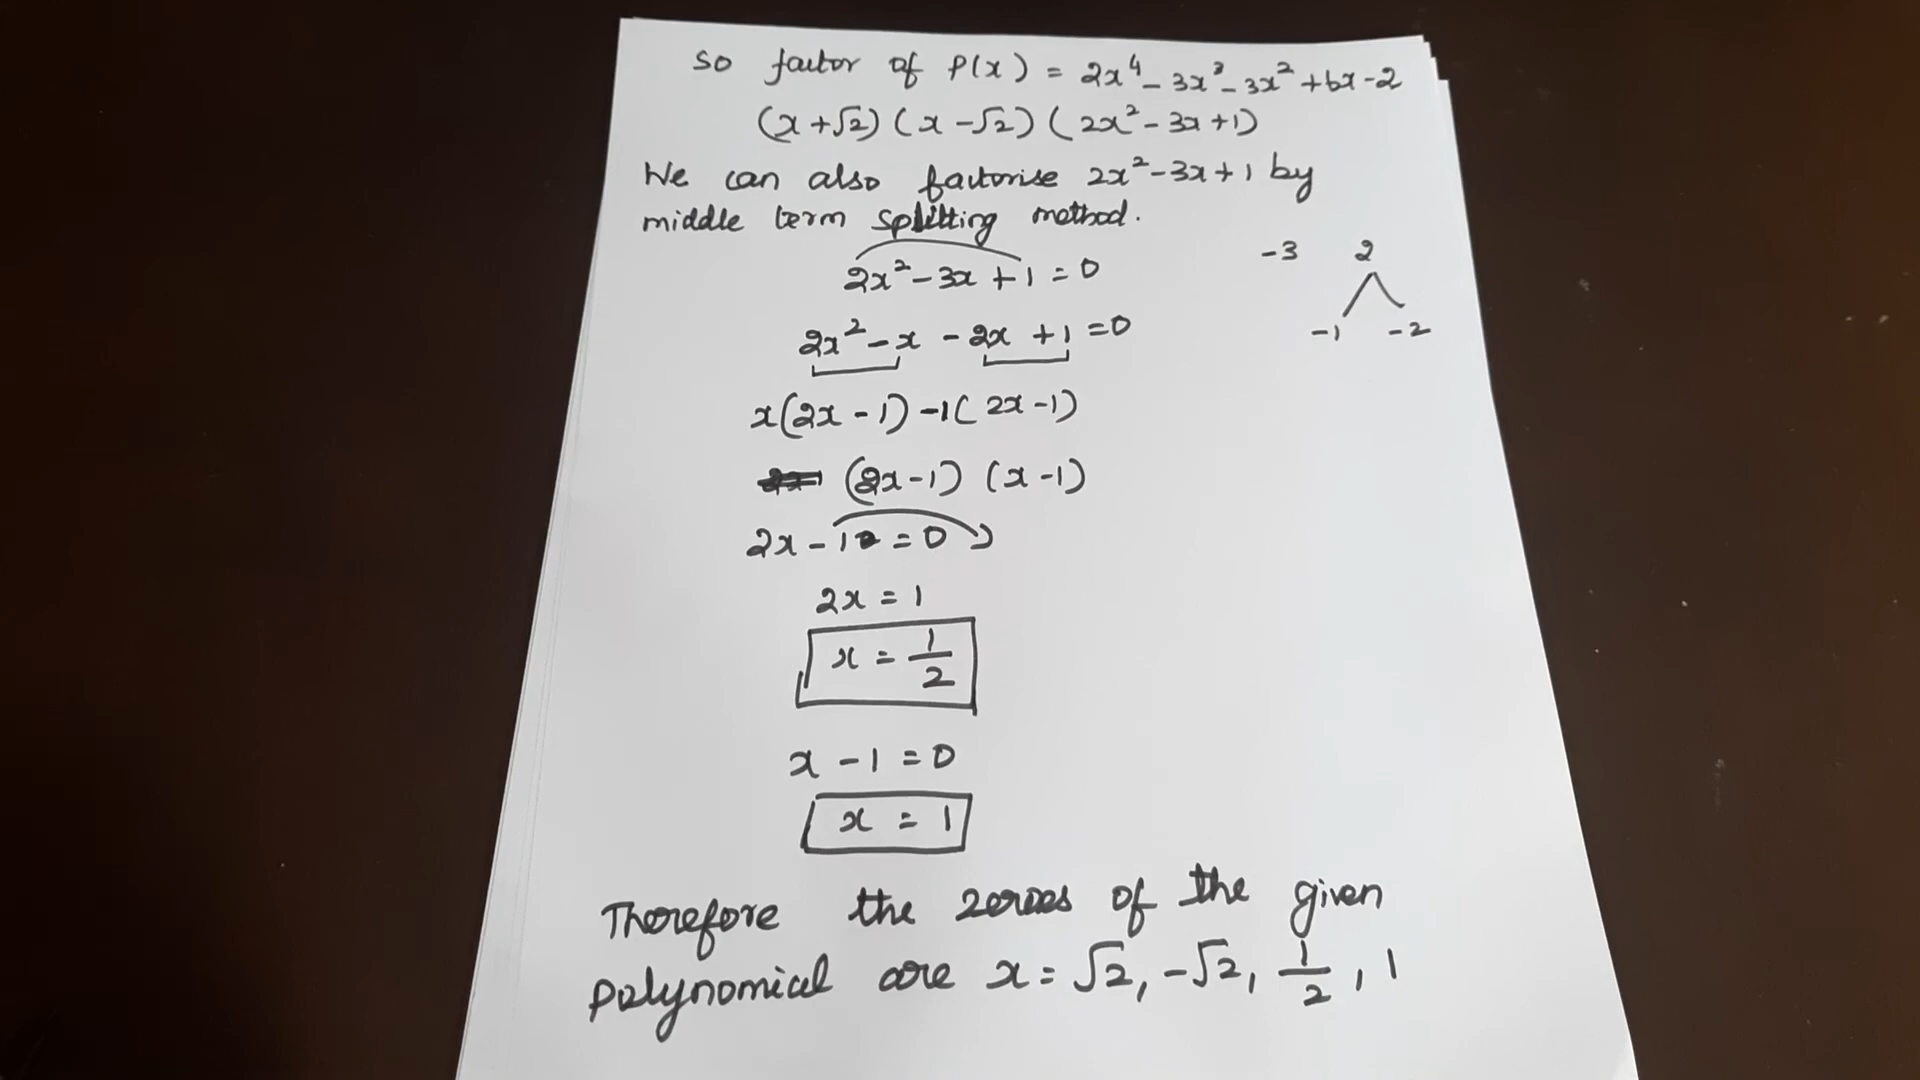 so factor of P(x) = 2x⁴ - 3x³ - 3x² + 6x - 2
(x + √2) (x - √2) (2x² - 3x + 1)
We can also factorise 2x² - 3x + 1 by
middle term splitting method.
-3 2
2x² - 3x + 1 = 0
-1 -2
2x² - x - 2x + 1 = 0
x(2x - 1) -1(2x - 1)
(2x - 1) (x - 1)
2x - 1 = 0
2x = 1
x = 1/2
x - 1 = 0
x = 1
Therefore the zeroes of the given
polynomial are x = √2, -√2, 1/2, 1